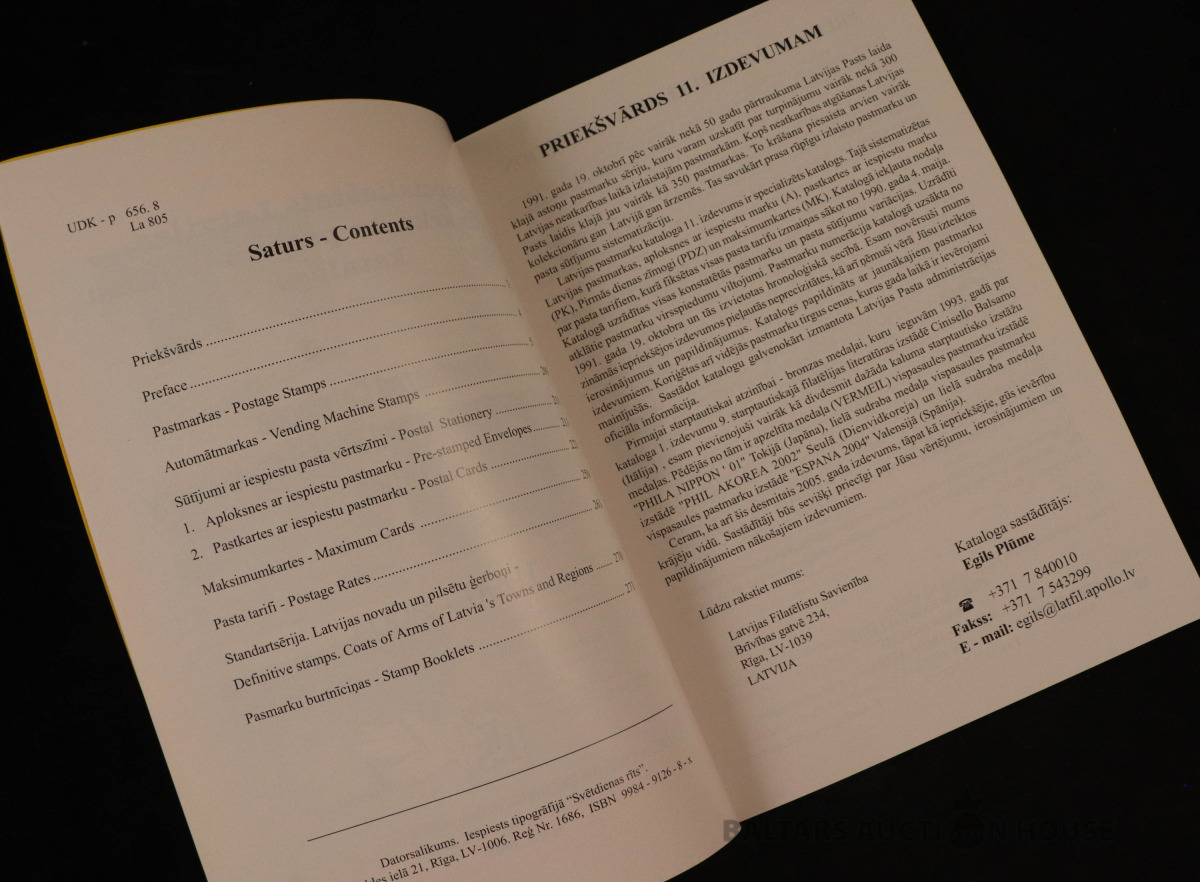 UDK - p 656. 8
La 805
Saturs - Contents
Priekšvārds ........................
Preface ........................ 4
Pastmarkas - Postage Stamps ........................ 5
Automātmarkas - Vending Machine Stamps ........................
Sūtījumi ar iespiestu pasta vērtszīmi - Postal Stationery ............
1. Aploksnes ar iespiestu pastmarku - Pre-stamped Envelopes........
2. Pastkartes ar iespiestu pastmarku - Postal Cards ............
Maksimumkartes - Maximum Cards ........................
Pasta tarifi - Postage Rates ........................
Standartsērija. Latvijas novadu un pilsētu ģerboņi -
Definitive stamps. Coats of Arms of Latvia 's Towns and Regions ......
Pasmarku burtnīciņas - Stamp Booklets ........................
Datorsalikums. Iespiests tipogrāfijā “Svētdienas rīts”.
ielā 21, Rīga, LV-1006. Reģ Nr. 1686, ISBN 9984 - 9126 - 8 - x
PRIEKŠVĀRDS 11. IZDEVUMAM
1991. gada 19. oktobrī pēc vairāk nekā 50 gadu pārtraukuma Latvijas Pasts laida
klajā astoņu pastmarku sēriju, kuru varam uzskatīt par turpinājumu vairāk nekā 300
Latvijas neatkarības laikā izlaistajām pastmarkām. Kopš neatkarības atgūšanas Latvijas
Pasts laidis klajā jau vairāk kā 350 pastmarkas. To krāšana piesaista arvien vairāk
kolekcionāru gan Latvijā gan ārzemēs. Tas savukārt prasa rūpīgu izlaisto pastmarku un
pasta sūtījumu sistematizāciju.
Latvijas pastmarku kataloga 11. izdevums ir specializēts katalogs. Tajā sistematizētas
Latvijas pastmarkas, aploksnes ar iespiestu marku (A), pastkartes ar iespiestu marku
(PK), Pirmās dienas zīmogi (PDZ) un maksimumkartes (MK). Katalogā iekļauta nodaļa
par pasta tarifiem, kurā fiksētas visas pasta tarifu izmaiņas sākot no 1990. gada 4. maija.
Katalogā uzrādītas visas konstatētās pastmarku un pasta sūtījumu variācijas. Uzrādīti
atklātie pastmarku virsspiedumu viltojumi. Pastmarku numerācija katalogā uzsākta no
1991. gada 19. oktobra un tās izvietotas hronoloģiskā secībā. Esam novērsuši mums
zināmās iepriekšējos izdevumos pieļautās neprecizitātes, kā arī ņēmuši vērā Jūsu izteiktos
ierosinājumus un papildinājumus. Katalogs papildināts ar jaunākajiem pastmarku
izdevumiem. Koriģētas arī vidējās pastmarku tirgus cenas, kuras gada laikā ir ievērojami
mainījušās. Sastādot katalogu galvenokārt izmantota Latvijas Pasta administrācijas
oficiāla informācija.
Pirmajai starptautiskai atzinībai - bronzas medaļai, kuru ieguvām 1993. gadā par
kataloga 1. izdevumu 9. starptautiskajā filatēlijas literatūras izstādē Cinisello Balsamo
(Itālija) , esam pievienojuši vairāk kā divdesmit dažāda kaluma starptautisko izstāžu
medaļas. Pēdējās no tām ir apzeltīta medaļa (VERMEIL) vispasaules pastmarku izstādē
"PHILA NIPPON ' 01" Tokijā (Japāna), lielā sudraba medaļa vispasaules pastmarku
izstādē "PHIL AKOREA 2002" Seulā (Dienvidkoreja) un lielā sudraba medaļa
vispasaules pastmarku izstādē "ESPANA 2004" Valensijā (Spānija).
Ceram, ka arī šis desmitais 2005. gada izdevums, tāpat kā iepriekšējie, gūs ievērību
krājēju vidū. Sastādītāji būs sevišķi priecīgi par Jūsu vērtējumu, ierosinājumiem un
papildinājumiem nākošajiem izdevumiem.
Lūdzu rakstiet mums:
Latvijas Filatēlistu Savienība
Brīvības gatvē 234,
Rīga, LV-1039
LATVIJA
Kataloga sastādītājs:
Egils Plūme
☎ +371 7 840010
Fakss: +371 7 543299
E - mail: egils@latfil.apollo.lv
BALTARS AUCTION HOUSE